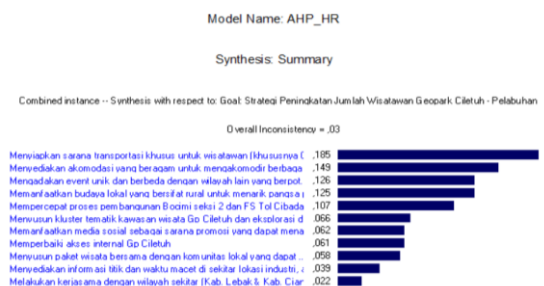 Model Name: AHP_HR
Synthesis: Summary
Combined instance -- Synthesis with respect to: Goal: Strategi Peningkatan Jumlah Wisatawan Geopark Ciletuh - Pelabuhan
Overall Inconsistency = ,03
Menyiapkan sarana transportasi khusus untuk wisatawan (khususnya ,185
Menyediakan akomodasi yang beragam untuk mengakomodir berbaga ,149
Mengadakan event unik dan berbeda dengan wilayah lain yang berpot. ,126
Memanfaatkan budaya lokal yang bersifat rural untuk menarik pangsa ,125
Mempercepat proses pembangunan Bocimi seksi 2 dan FS Tol Cibada ,107
Menyusun kluster tematik kawasan wisata Gp Ciletuh dan eksplorasi d ,066
Memanfaatkan media sosial sebagai sarana promosi yang dapat mena ,062
Memperbaiki akses internal Gp Ciletuh ,061
Menyusun paket wisata bersama dengan komunitas lokal yang dapat .. ,058
Menyediakan informasi titik dan waktu macet di sekitar lokasi industri, ,039
Melakukan kerjasama dengan wilayah sekitar (Kab. Lebak & Kab. Ciar ,022